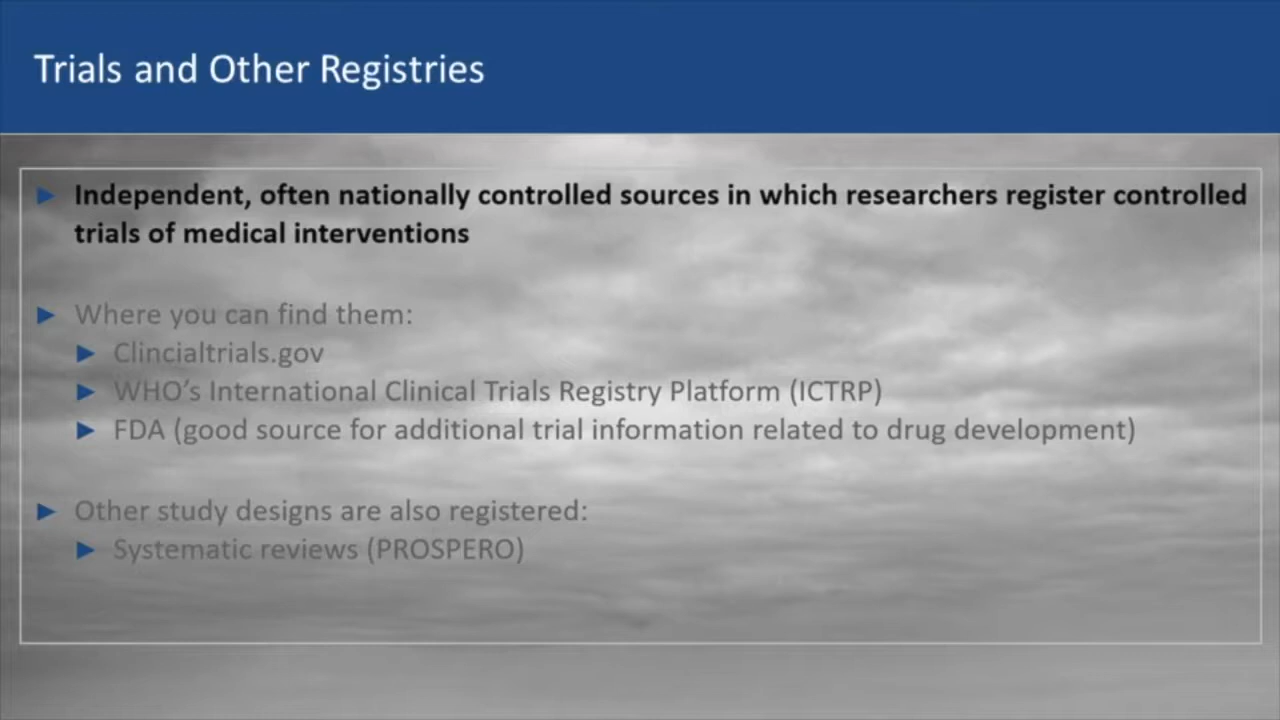 Trials and Other Registries
► Independent, often nationally controlled sources in which researchers register controlled
trials of medical interventions
► Where you can find them:
► Clincialtrials.gov
► WHO’s International Clinical Trials Registry Platform (ICTRP)
► FDA (good source for additional trial information related to drug development)
► Other study designs are also registered:
► Systematic reviews (PROSPERO)